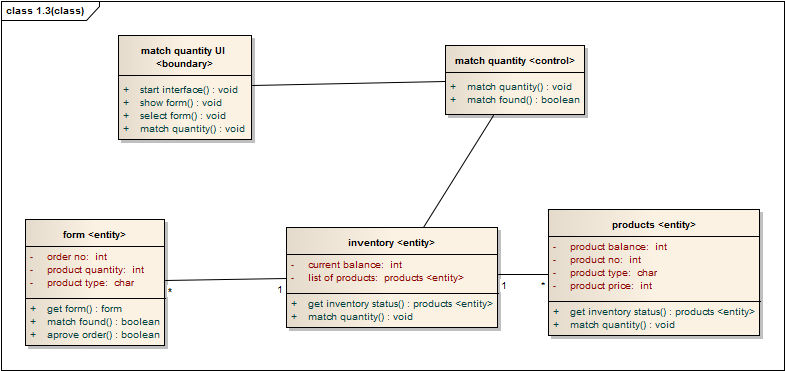 class 1.3(class)
match quantity UI
<boundary>
+ start interface() : void
+ show form() : void
+ select form() : void
+ match quantity() : void
match quantity <control>
+ match quantity() : void
+ match found() : boolean
form <entity>
- order no: int
- product quantity: int
- product type: char
+ get form() : form
+ match found() : boolean
+ aprove order() : boolean
*
1
inventory <entity>
- current balance: int
- list of products: products <entity>
+ get inventory status() : products <entity>
+ match quantity() : void
1
*
products <entity>
- product balance: int
- product no: int
- product type: char
- product price: int
+ get inventory status() : products <entity>
+ match quantity() : void